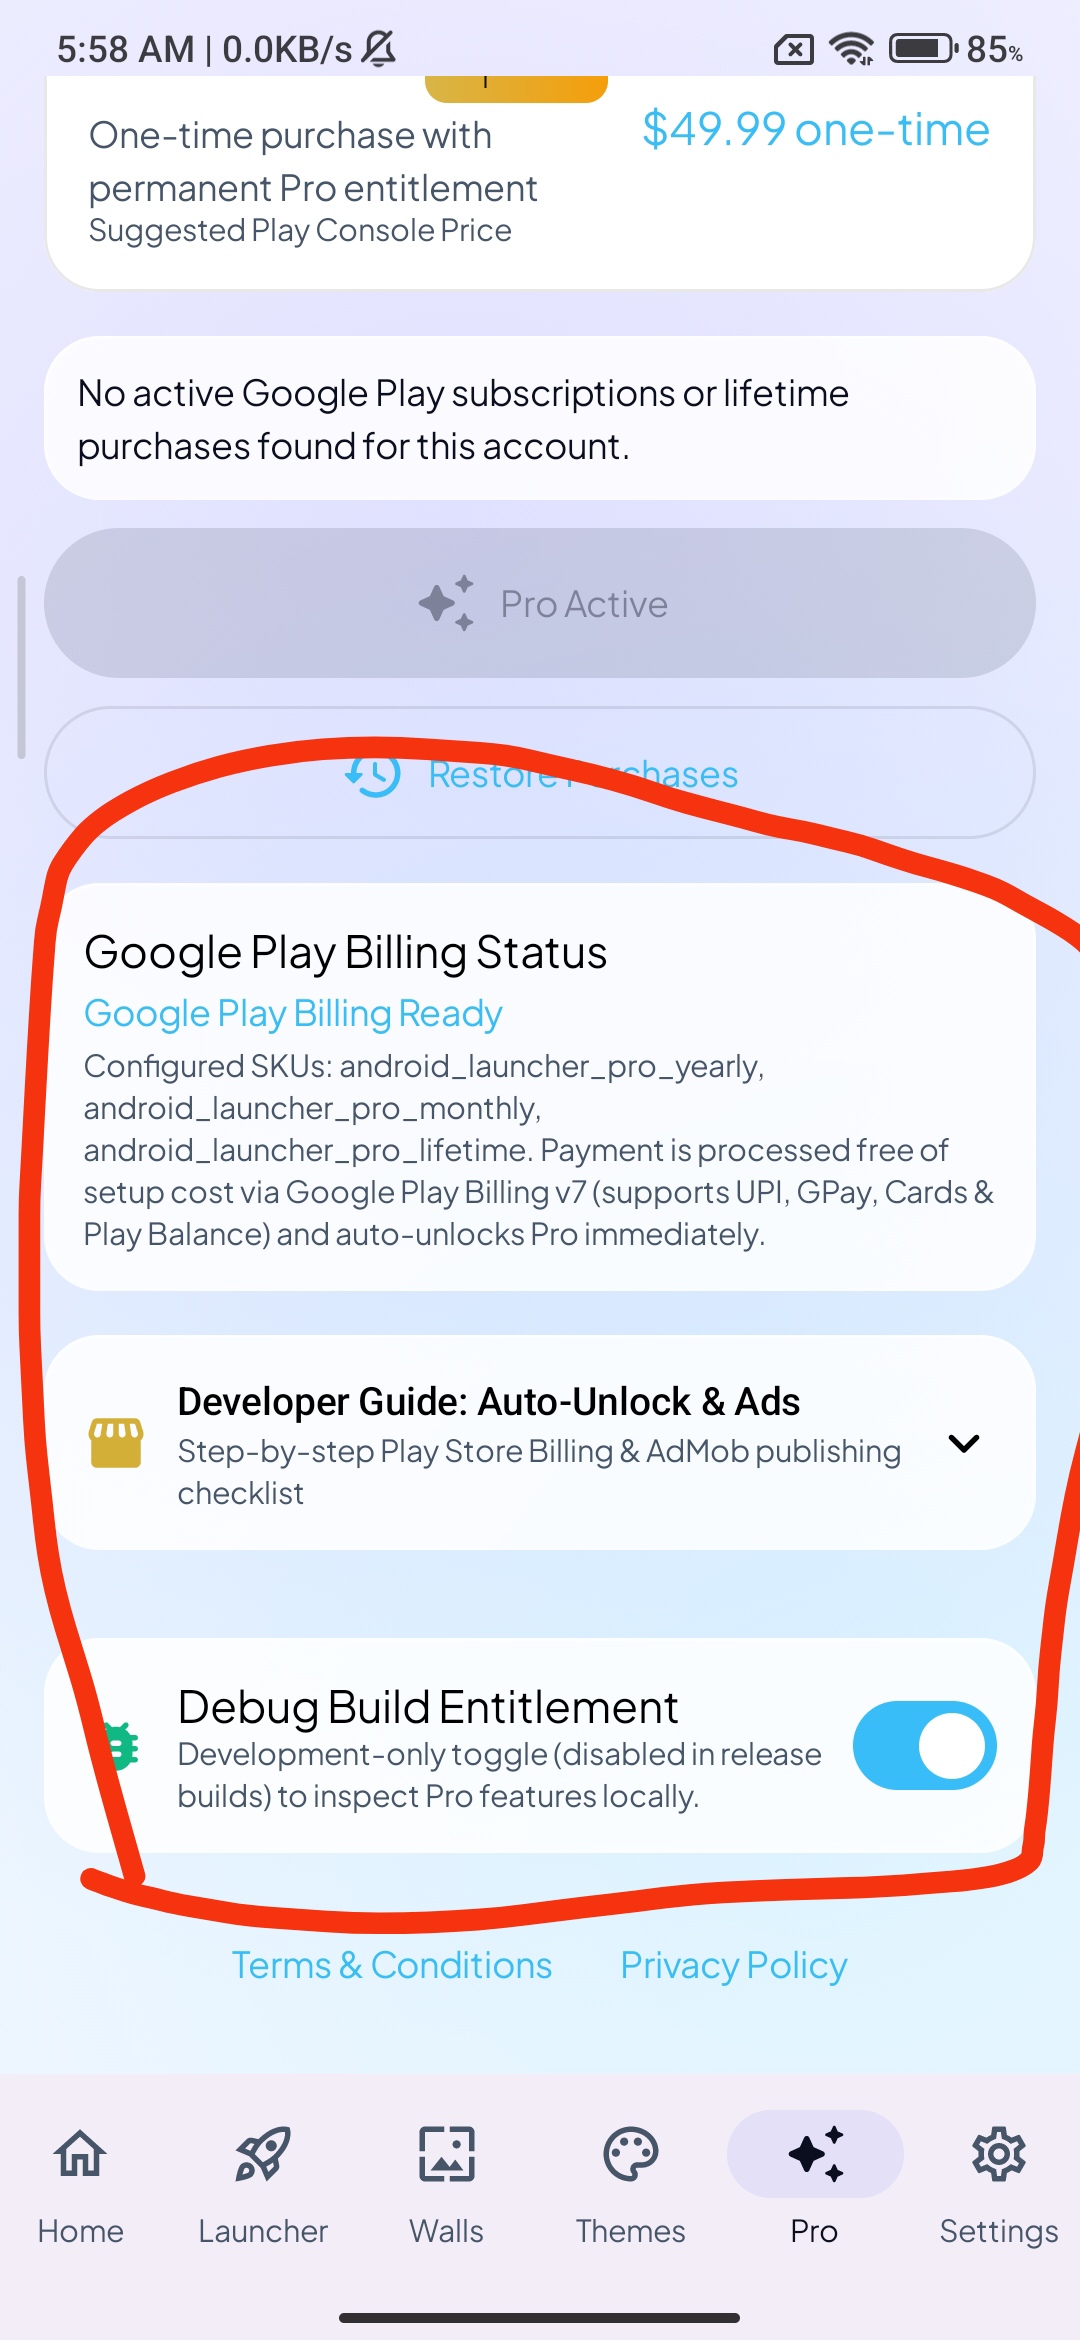 5:58 AM | 0.0KB/s
85%
One-time purchase with
permanent Pro entitlement
$49.99 one-time
Suggested Play Console Price
No active Google Play subscriptions or lifetime
purchases found for this account.
Pro Active
Restore Purchases
Google Play Billing Status
Google Play Billing Ready
Configured SKUs: android_launcher_pro_yearly,
android_launcher_pro_monthly,
android_launcher_pro_lifetime. Payment is processed free of
setup cost via Google Play Billing v7 (supports UPI, GPay, Cards &
Play Balance) and auto-unlocks Pro immediately.
Developer Guide: Auto-Unlock & Ads
Step-by-step Play Store Billing & AdMob publishing
checklist
Debug Build Entitlement
Development-only toggle (disabled in release
builds) to inspect Pro features locally.
Terms & Conditions
Privacy Policy
Home
Launcher
Walls
Themes
Pro
Settings